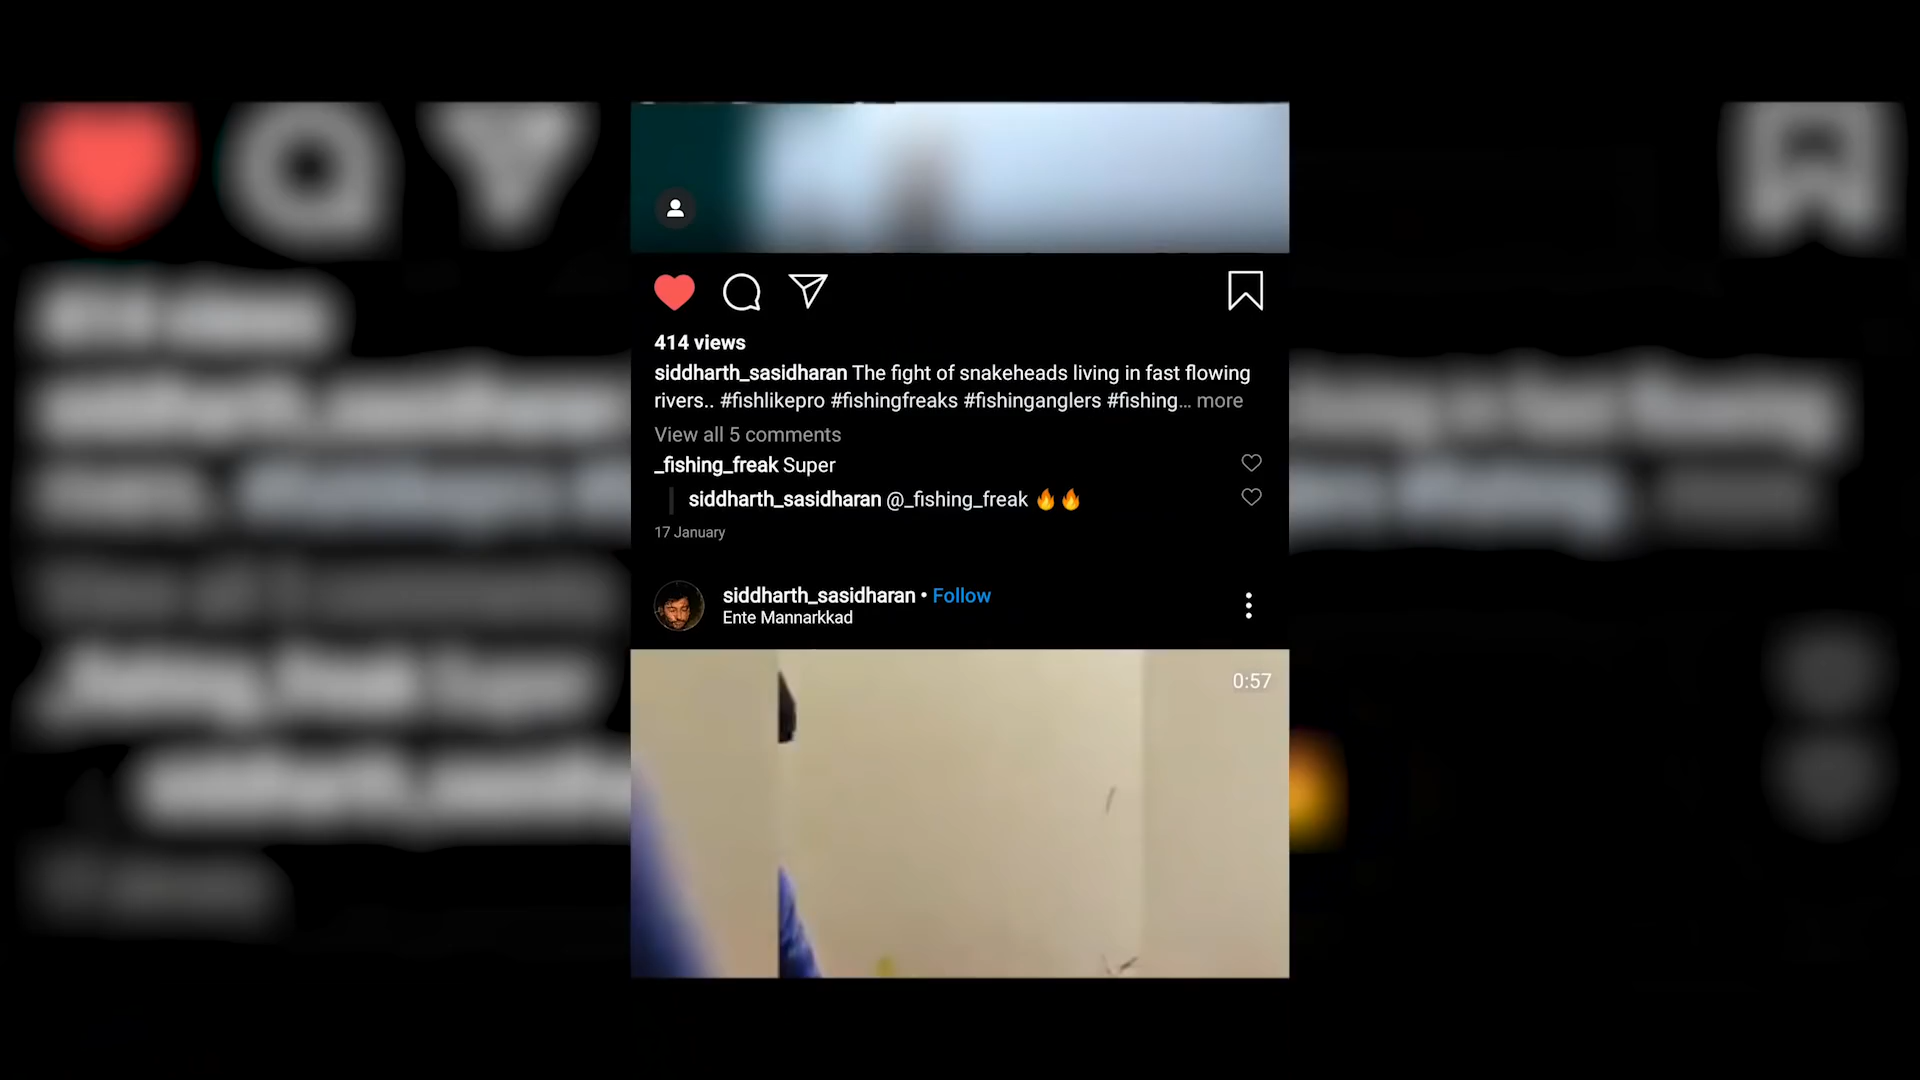 414 views
siddharth_sasidharan The fight of snakeheads living in fast flowing
rivers.. #fishlikepro #fishingfreaks #fishinganglers #fishing... more
View all 5 comments
_fishing_freak Super
siddharth_sasidharan @_fishing_freak 🔥🔥
17 January
siddharth_sasidharan • Follow
Ente Mannarkkad
0:57